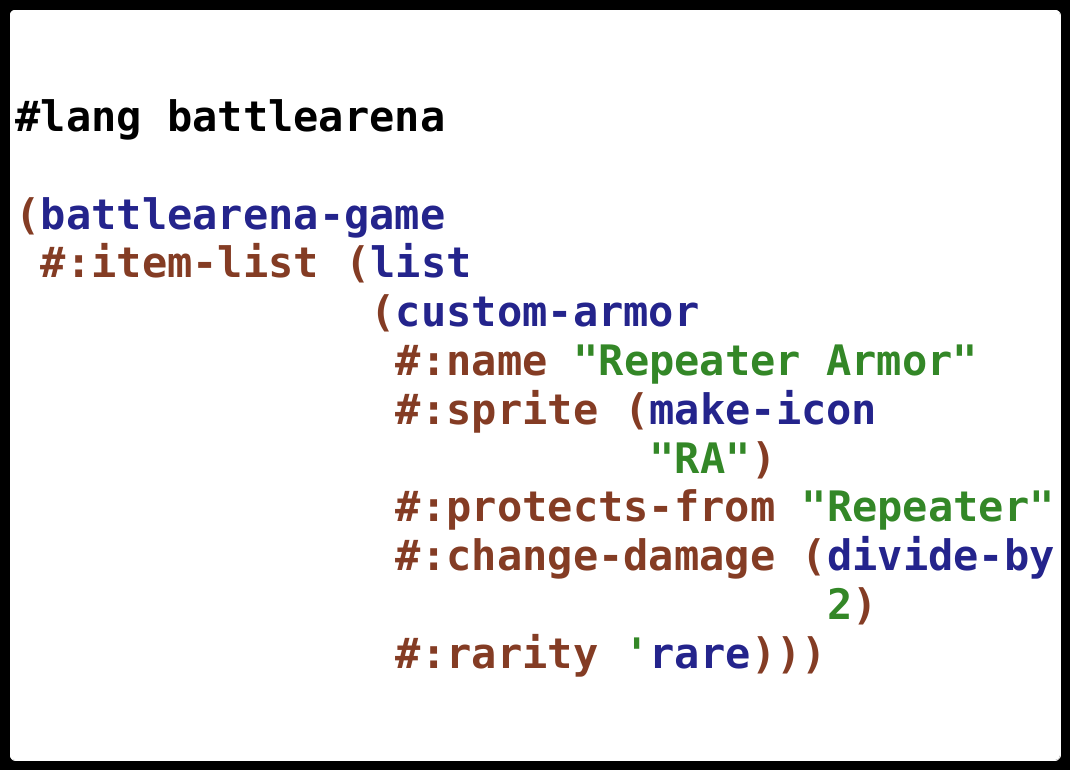 #lang battlearena
(battlearena-game
 #:item-list (list
              (custom-armor
               #:name "Repeater Armor"
               #:sprite (make-icon
                         "RA")
               #:protects-from "Repeater"
               #:change-damage (divide-by
                                2)
               #:rarity 'rare)))